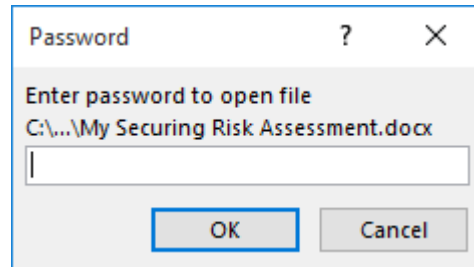 Password ?
Enter password to open file
C:\...\My Securing Risk Assessment.docx
OK Cancel